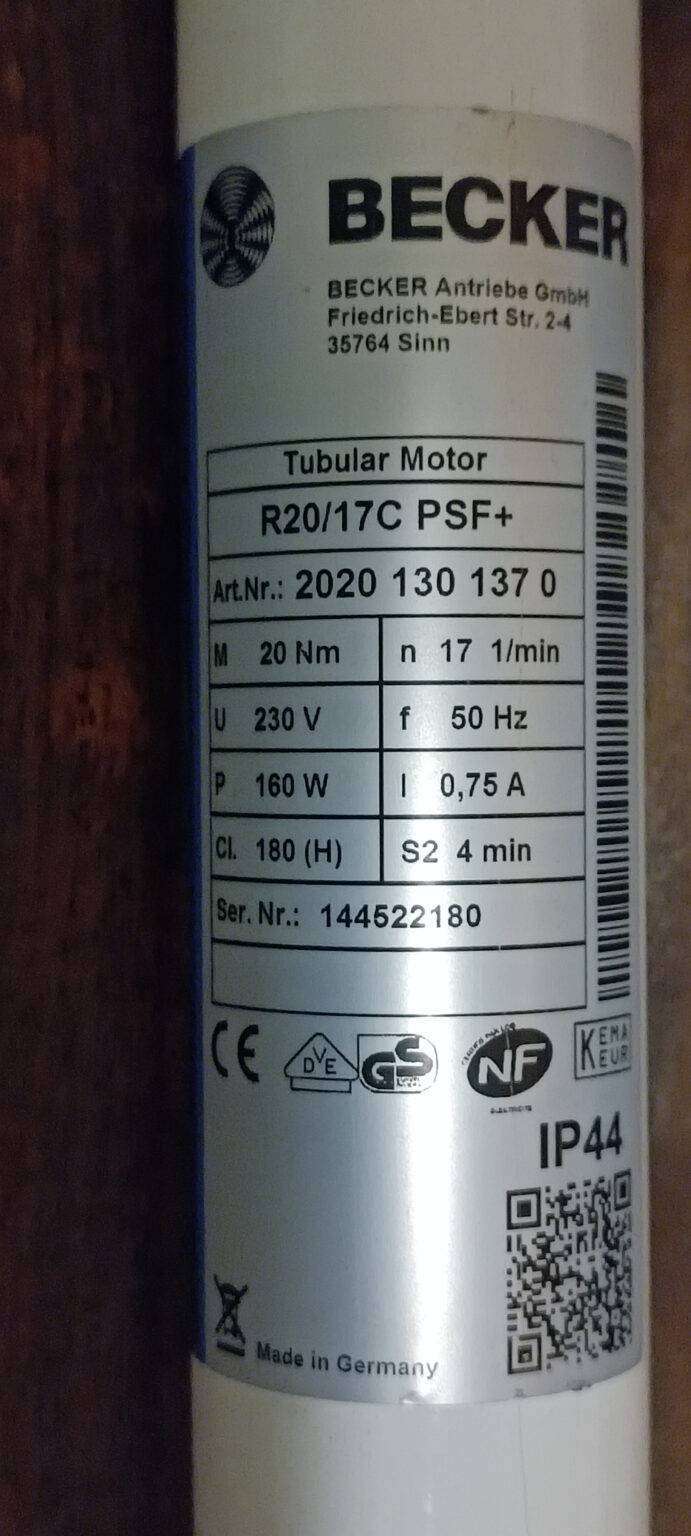 BECKER
BECKER Antriebe GmbH
Friedrich-Ebert Str. 2-4
35764 Sinn
Tubular Motor
R20/17C PSF+
Art.Nr.: 2020 130 137 0
M 20 Nm n 17 1/min
U 230 V f 50 Hz
P 160 W I 0,75 A
Cl. 180 (H) S2 4 min
Ser. Nr.: 144522180
CE DVE GS NF KEMA EUR
IP44
Made in Germany